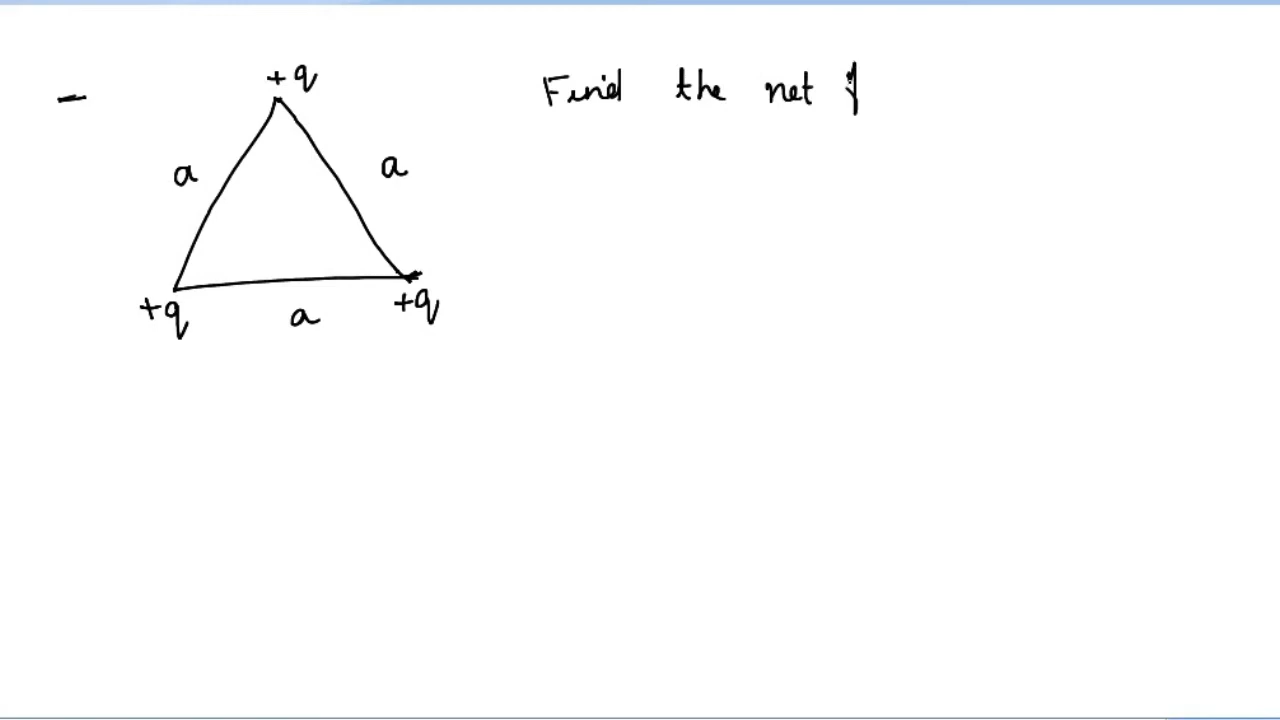 +q
Find the net f
a
a
+q
a
+q